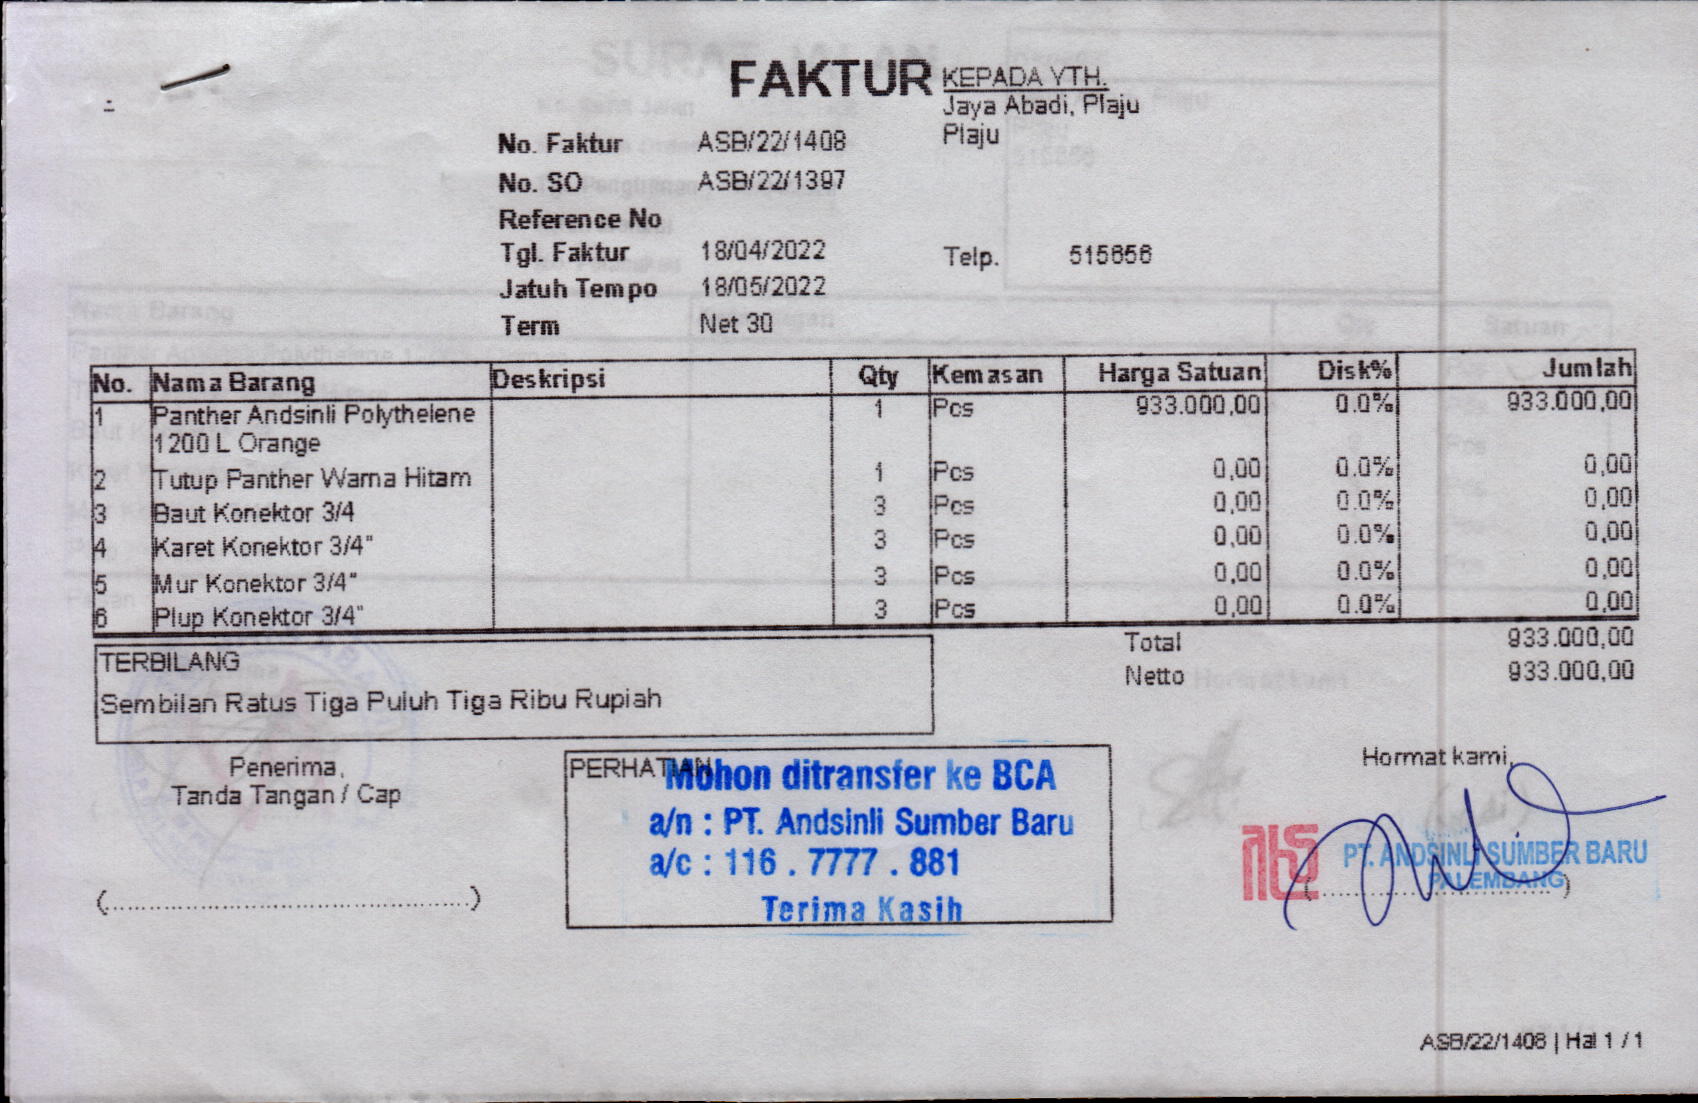 FAKTUR
KEPADA YTH.
Jaya Abadi, Plaju
Plaju
No. Faktur ASB/22/1408
No. SO ASB/22/1397
Reference No
Tgl. Faktur 18/04/2022
Telp. 515656
Jatuh Tempo 18/05/2022
Term Net 30
No. Nama Barang Deskripsi Qty Kemasan Harga Satuan Disk% Jumlah
1 Panther Andsinli Polythelene 1 Pcs 933.000,00 0.0% 933.000,00
1200 L Orange
2 Tutup Panther Warna Hitam 1 Pcs 0,00 0.0% 0,00
3 Baut Konektor 3/4 3 Pcs 0,00 0.0% 0,00
4 Karet Konektor 3/4" 3 Pcs 0,00 0.0% 0,00
5 Mur Konektor 3/4" 3 Pcs 0,00 0.0% 0,00
6 Plup Konektor 3/4" 3 Pcs 0,00 0.0% 0,00
Total 933.000,00
Netto 933.000,00
TERBILANG
Sembilan Ratus Tiga Puluh Tiga Ribu Rupiah
Penerima,
Tanda Tangan / Cap
(..............................................)
PERHATIAN
Mohon ditransfer ke BCA
a/n : PT. Andsinli Sumber Baru
a/c : 116 . 7777 . 881
Terima Kasih
Hormat kami,
PT. ANDSINLI SUMBER BARU
PALEMBANG
ASB/22/1408 | Hal 1 / 1